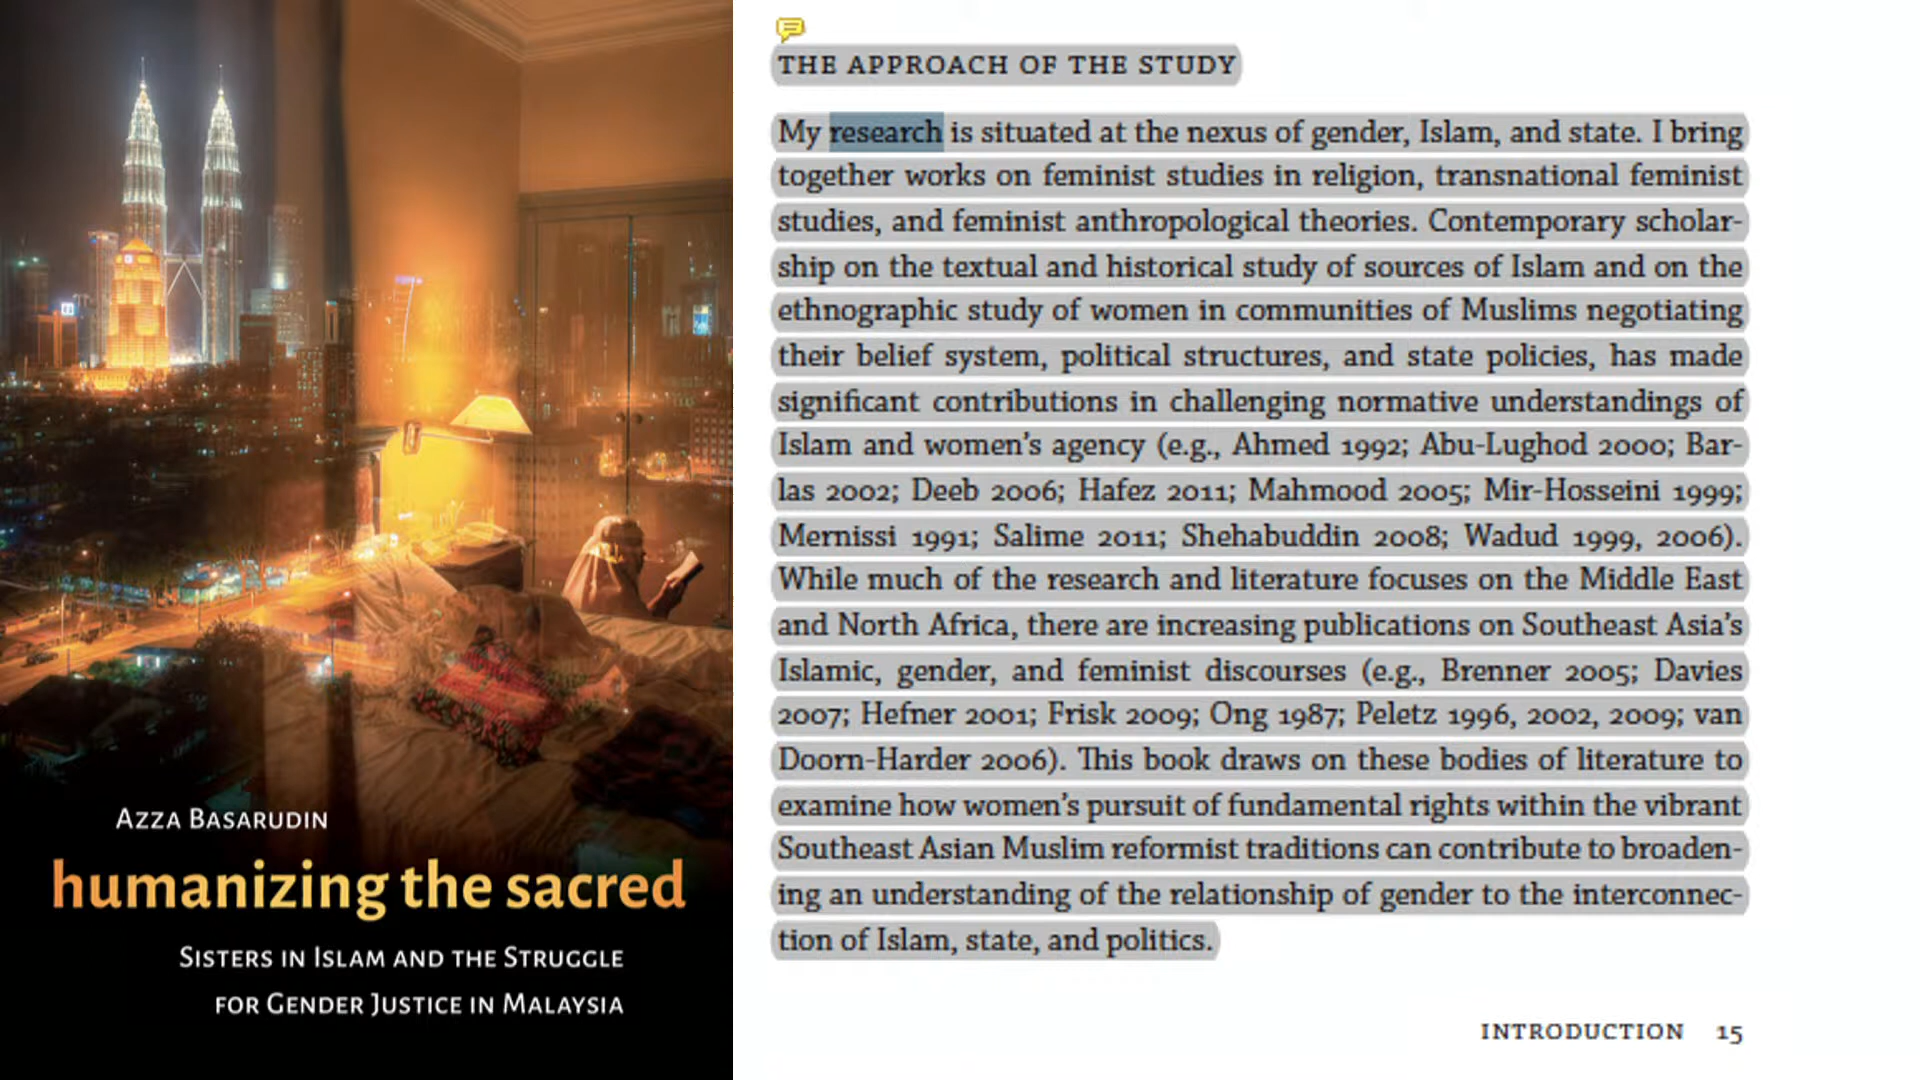 AZZA BASARUDIN
humanizing the sacred
SISTERS IN ISLAM AND THE STRUGGLE
FOR GENDER JUSTICE IN MALAYSIA
THE APPROACH OF THE STUDY
My research is situated at the nexus of gender, Islam, and state. I bring
together works on feminist studies in religion, transnational feminist
studies, and feminist anthropological theories. Contemporary scholar-
ship on the textual and historical study of sources of Islam and on the
ethnographic study of women in communities of Muslims negotiating
their belief system, political structures, and state policies, has made
significant contributions in challenging normative understandings of
Islam and women's agency (e.g., Ahmed 1992; Abu-Lughod 2000; Bar-
las 2002; Deeb 2006; Hafez 2011; Mahmood 2005; Mir-Hosseini 1999;
Mernissi 1991; Salime 2011; Shehabuddin 2008; Wadud 1999, 2006).
While much of the research and literature focuses on the Middle East
and North Africa, there are increasing publications on Southeast Asia's
Islamic, gender, and feminist discourses (e.g., Brenner 2005; Davies
2007; Hefner 2001; Frisk 2009; Ong 1987; Peletz 1996, 2002, 2009; van
Doorn-Harder 2006). This book draws on these bodies of literature to
examine how women's pursuit of fundamental rights within the vibrant
Southeast Asian Muslim reformist traditions can contribute to broaden-
ing an understanding of the relationship of gender to the interconnec-
tion of Islam, state, and politics.
INTRODUCTION 15